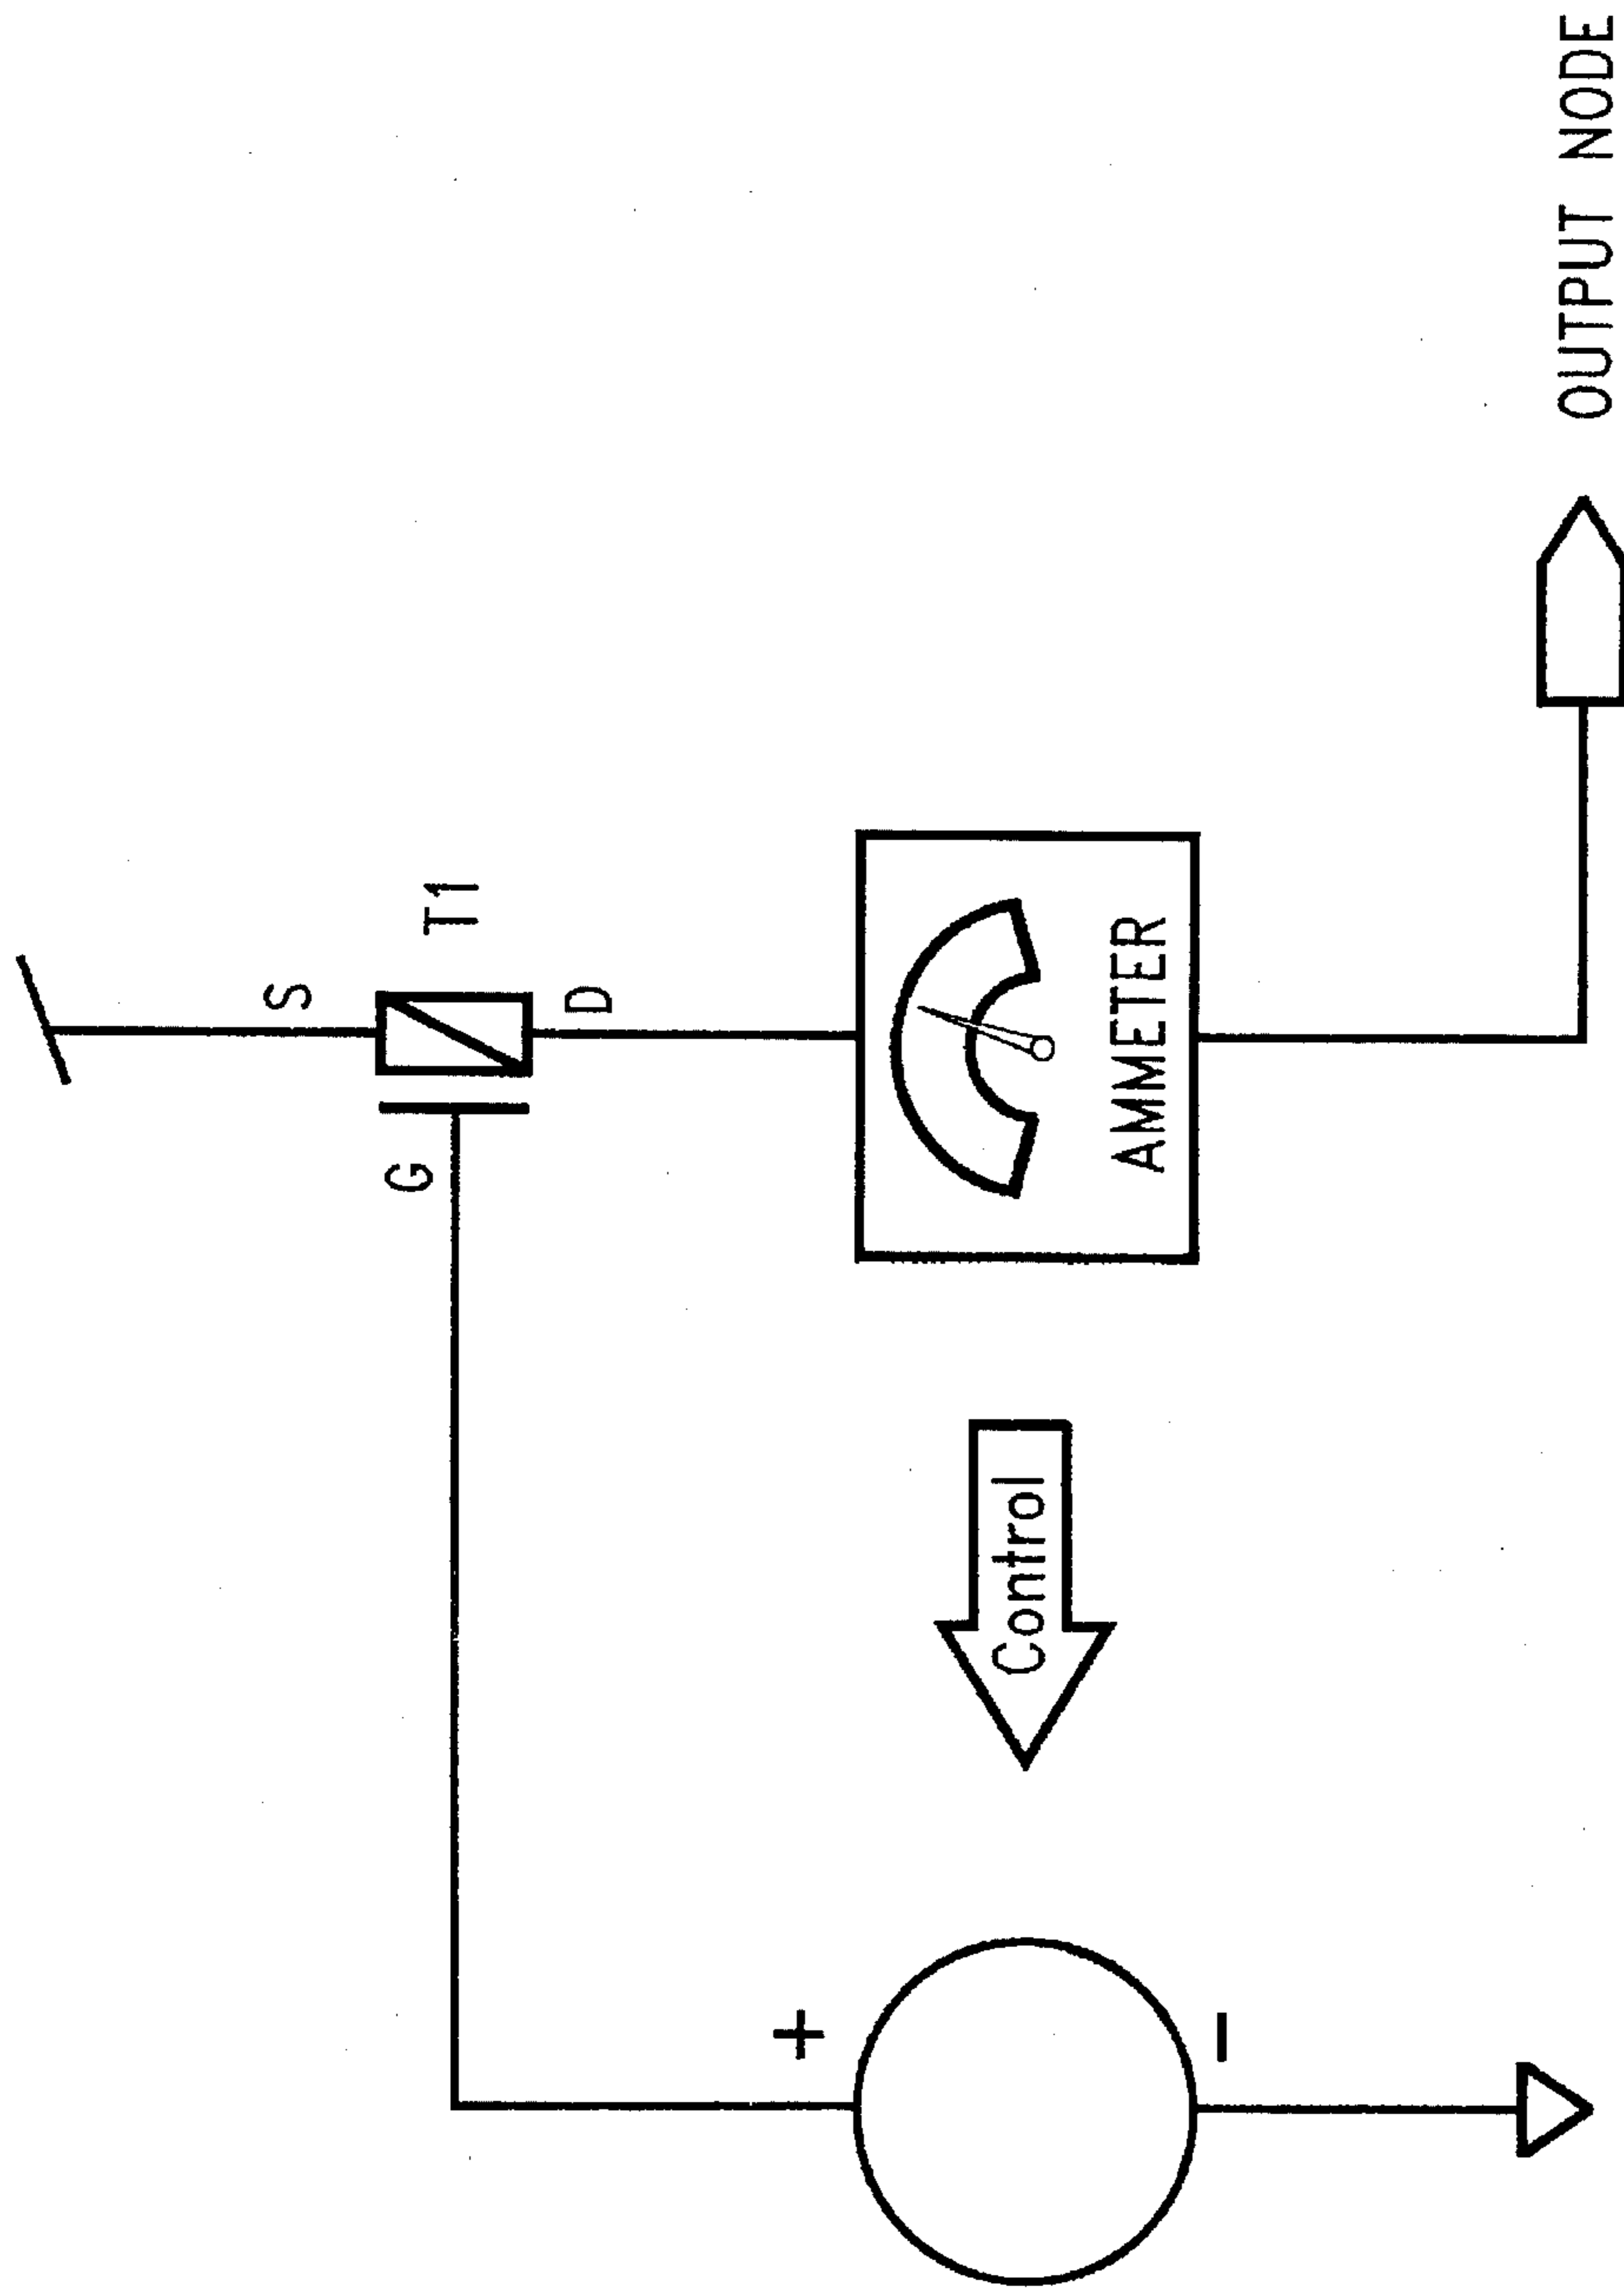 S
T1
G
D
+
Control
AMMETER
-
OUTPUT NODE